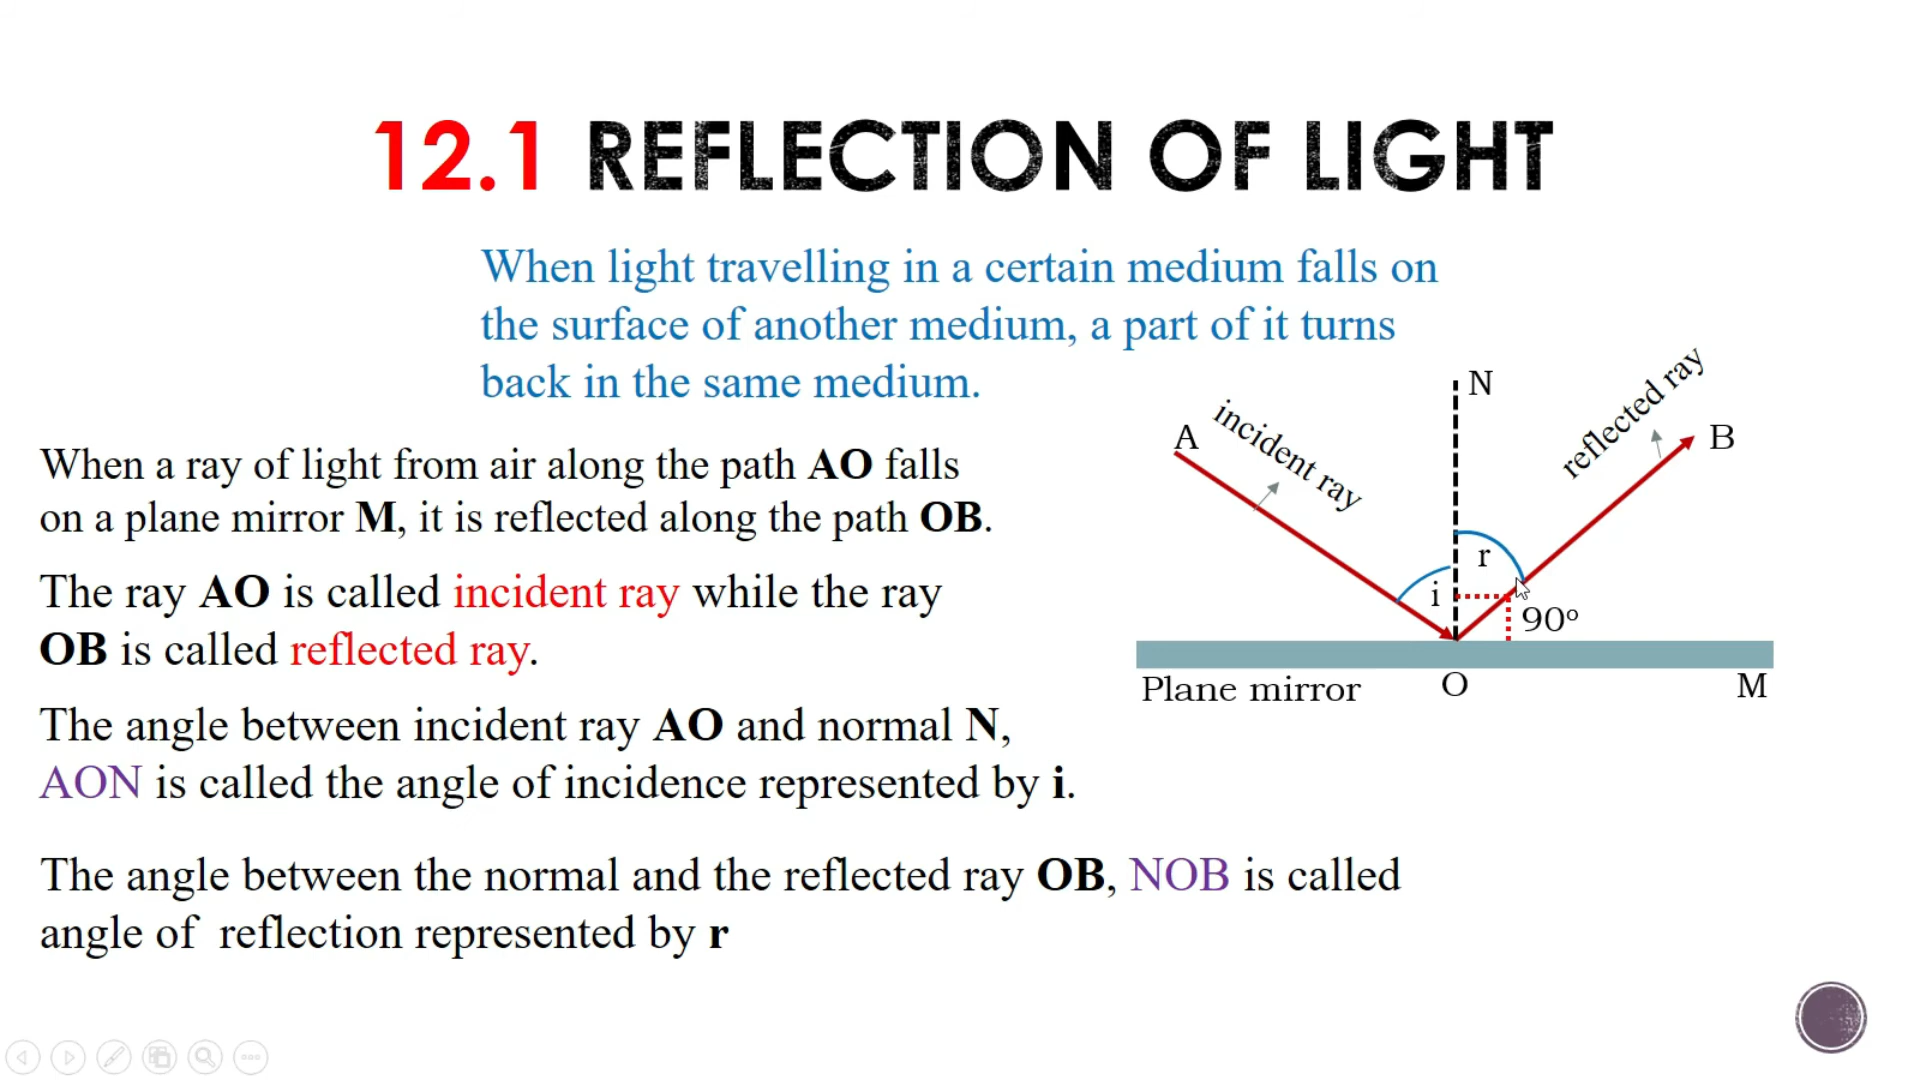 12.1 REFLECTION OF LIGHT
When light travelling in a certain medium falls on
the surface of another medium, a part of it turns
back in the same medium.
When a ray of light from air along the path AO falls
on a plane mirror M, it is reflected along the path OB.
The ray AO is called incident ray while the ray
OB is called reflected ray.
The angle between incident ray AO and normal N,
AON is called the angle of incidence represented by i.
The angle between the normal and the reflected ray OB, NOB is called
angle of reflection represented by r
N
A
incident ray
reflected ray
B
r
i
90º
Plane mirror
O
M